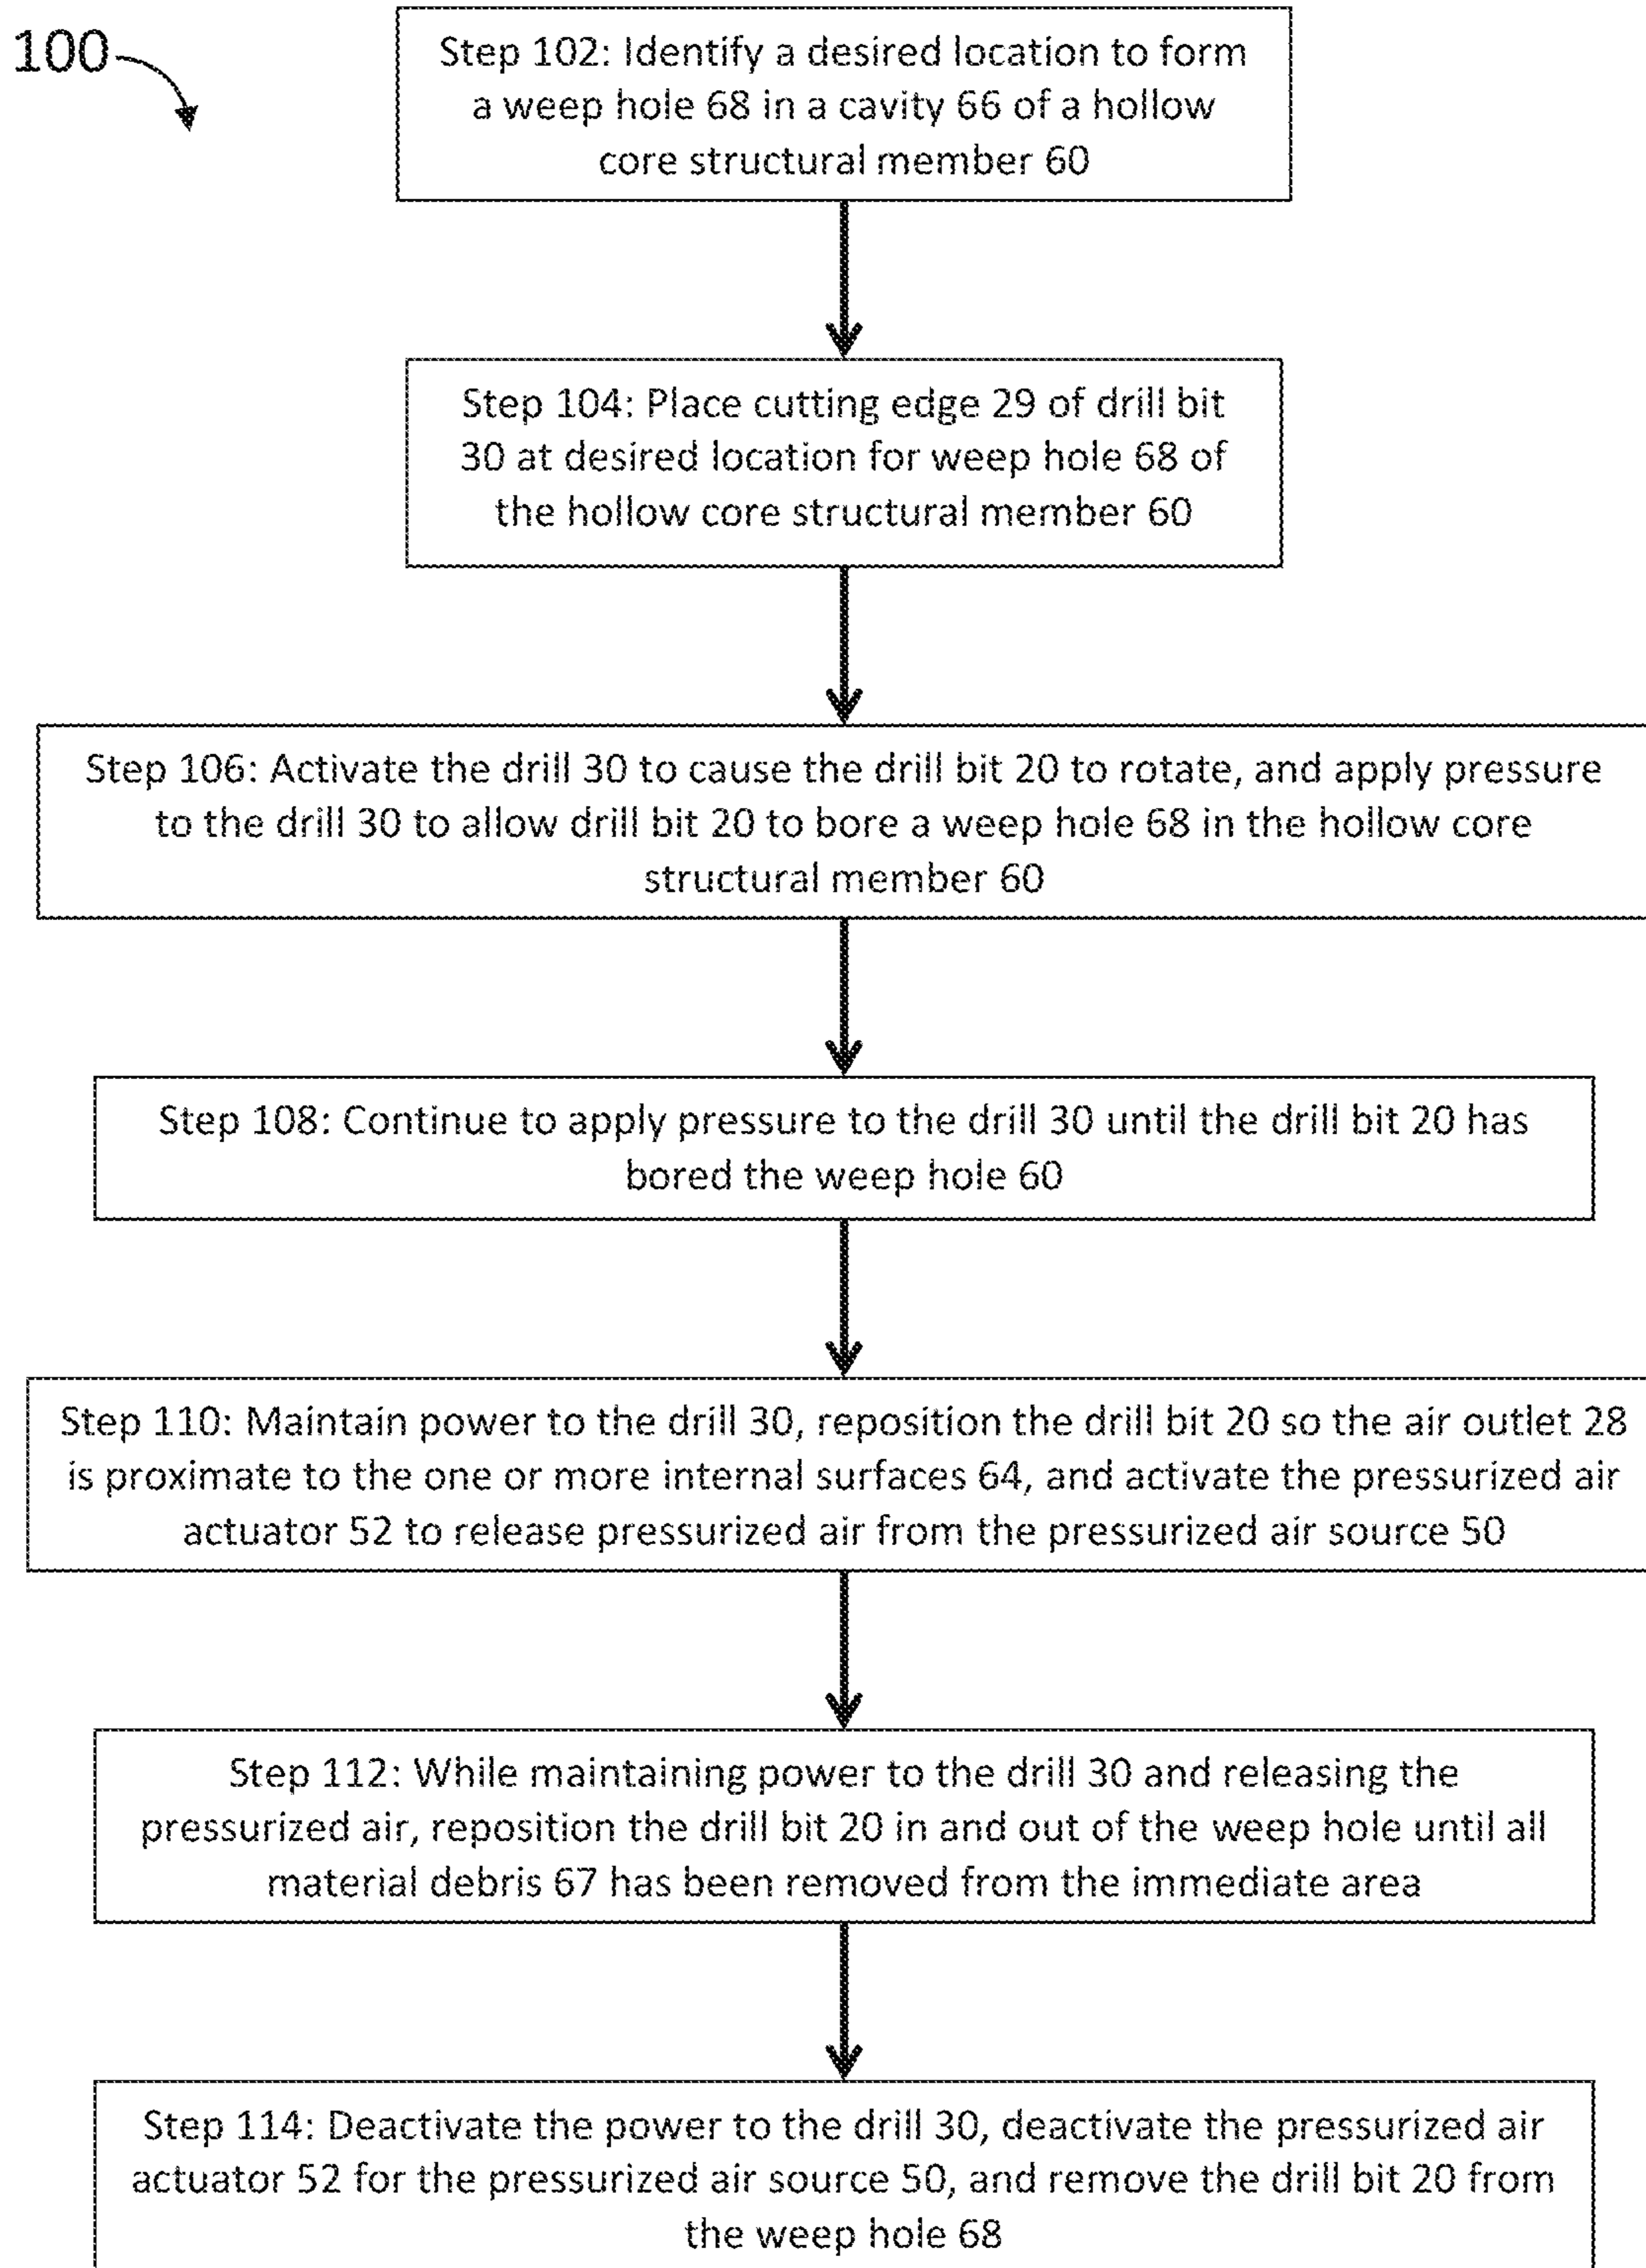 100
Step 102: Identify a desired location to form
a weep hole 68 in a cavity 66 of a hollow
core structural member 60
Step 104: Place cutting edge 29 of drill bit
30 at desired location for weep hole 68 of
the hollow core structural member 60
Step 106: Activate the drill 30 to cause the drill bit 20 to rotate, and apply pressure
to the drill 30 to allow drill bit 20 to bore a weep hole 68 in the hollow core
structural member 60
Step 108: Continue to apply pressure to the drill 30 until the drill bit 20 has
bored the weep hole 60
Step 110: Maintain power to the drill 30, reposition the drill bit 20 so the air outlet 28
is proximate to the one or more internal surfaces 64, and activate the pressurized air
actuator 52 to release pressurized air from the pressurized air source 50
Step 112: While maintaining power to the drill 30 and releasing the
pressurized air, reposition the drill bit 20 in and out of the weep hole until all
material debris 67 has been removed from the immediate area
Step 114: Deactivate the power to the drill 30, deactivate the pressurized air
actuator 52 for the pressurized air source 50, and remove the drill bit 20 from
the weep hole 68